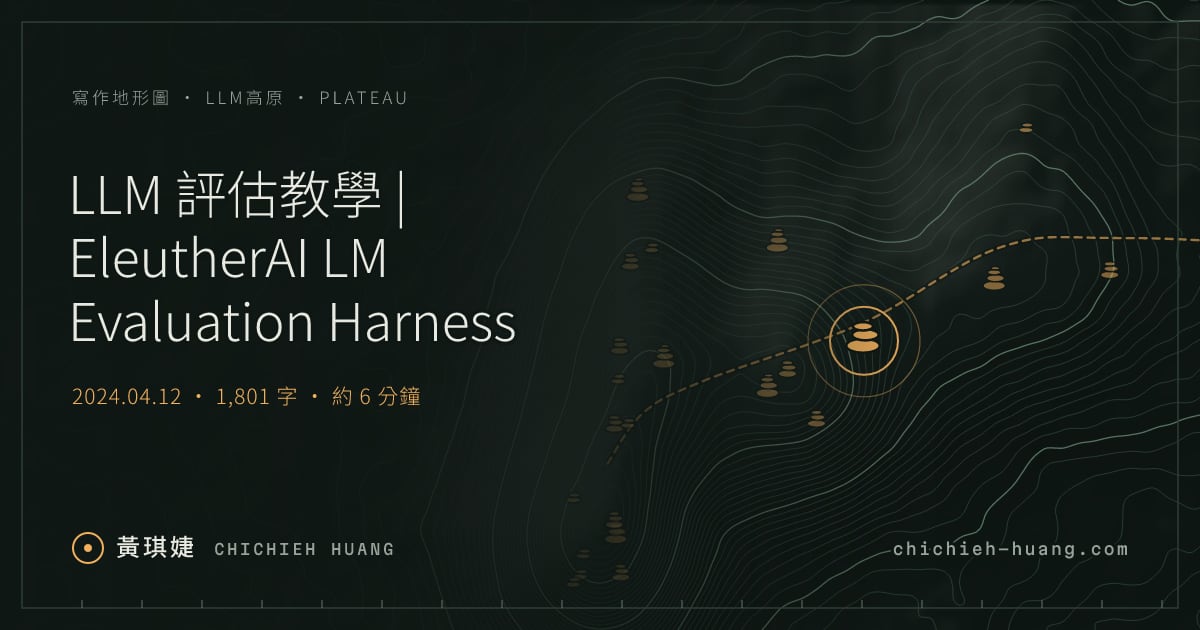 寫作地形圖 · LLM高原 · PLATEAU
LLM 評估教學 |
EleutherAI LM
Evaluation Harness
2024.04.12 · 1,801 字 · 約 6 分鐘
黃琪婕 CHICHIEH HUANG
chichieh-huang.com